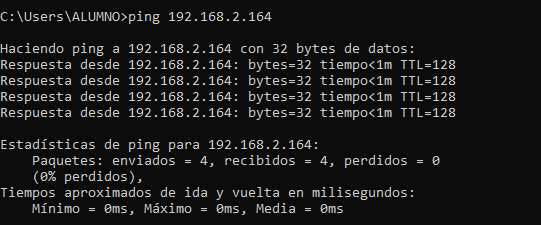 C:\Users\ALUMNO>ping 192.168.2.164
Haciendo ping a 192.168.2.164 con 32 bytes de datos:
Respuesta desde 192.168.2.164: bytes=32 tiempo<1m TTL=128
Respuesta desde 192.168.2.164: bytes=32 tiempo<1m TTL=128
Respuesta desde 192.168.2.164: bytes=32 tiempo<1m TTL=128
Respuesta desde 192.168.2.164: bytes=32 tiempo<1m TTL=128
Estadísticas de ping para 192.168.2.164:
Paquetes: enviados = 4, recibidos = 4, perdidos = 0
(0% perdidos),
Tiempos aproximados de ida y vuelta en milisegundos:
Mínimo = 0ms, Máximo = 0ms, Media = 0ms